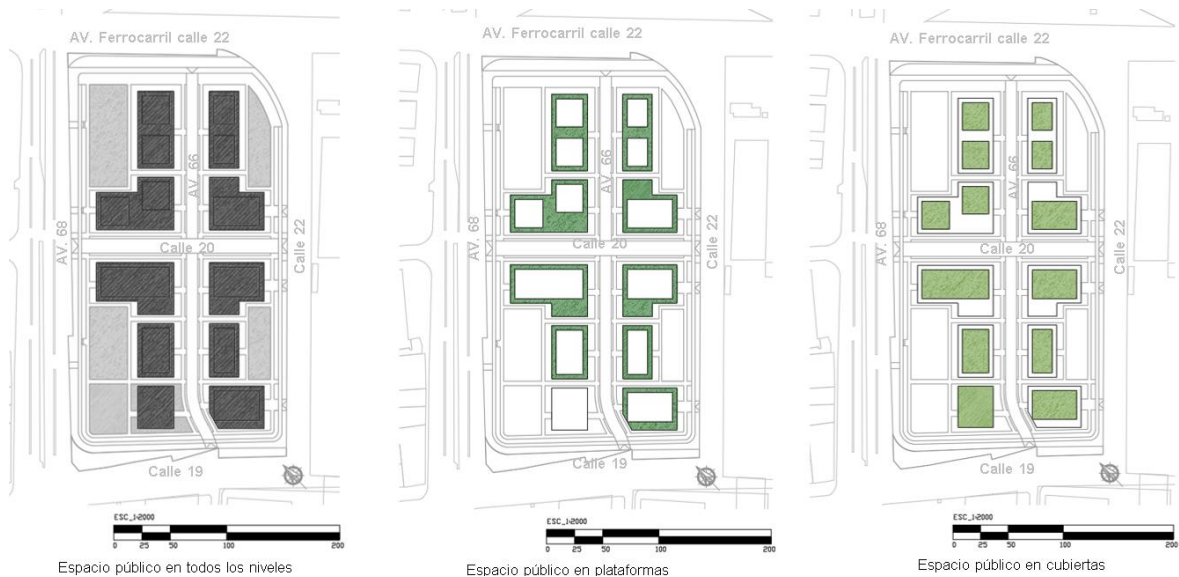 AV. Ferrocarril calle 22
AV. 66
AV. 68
Calle 20
Calle 22
Calle 19
ESC_1:2000
0 25 50 100 200
Espacio público en todos los niveles
AV. Ferrocarril calle 22
AV. 66
AV. 68
Calle 20
Calle 22
Calle 19
ESC_1:2000
0 25 50 100 200
Espacio público en plataformas
AV. Ferrocarril calle 22
AV. 66
AV. 68
Calle 20
Calle 22
Calle 19
ESC_1:2000
0 25 50 100 200
Espacio público en cubiertas